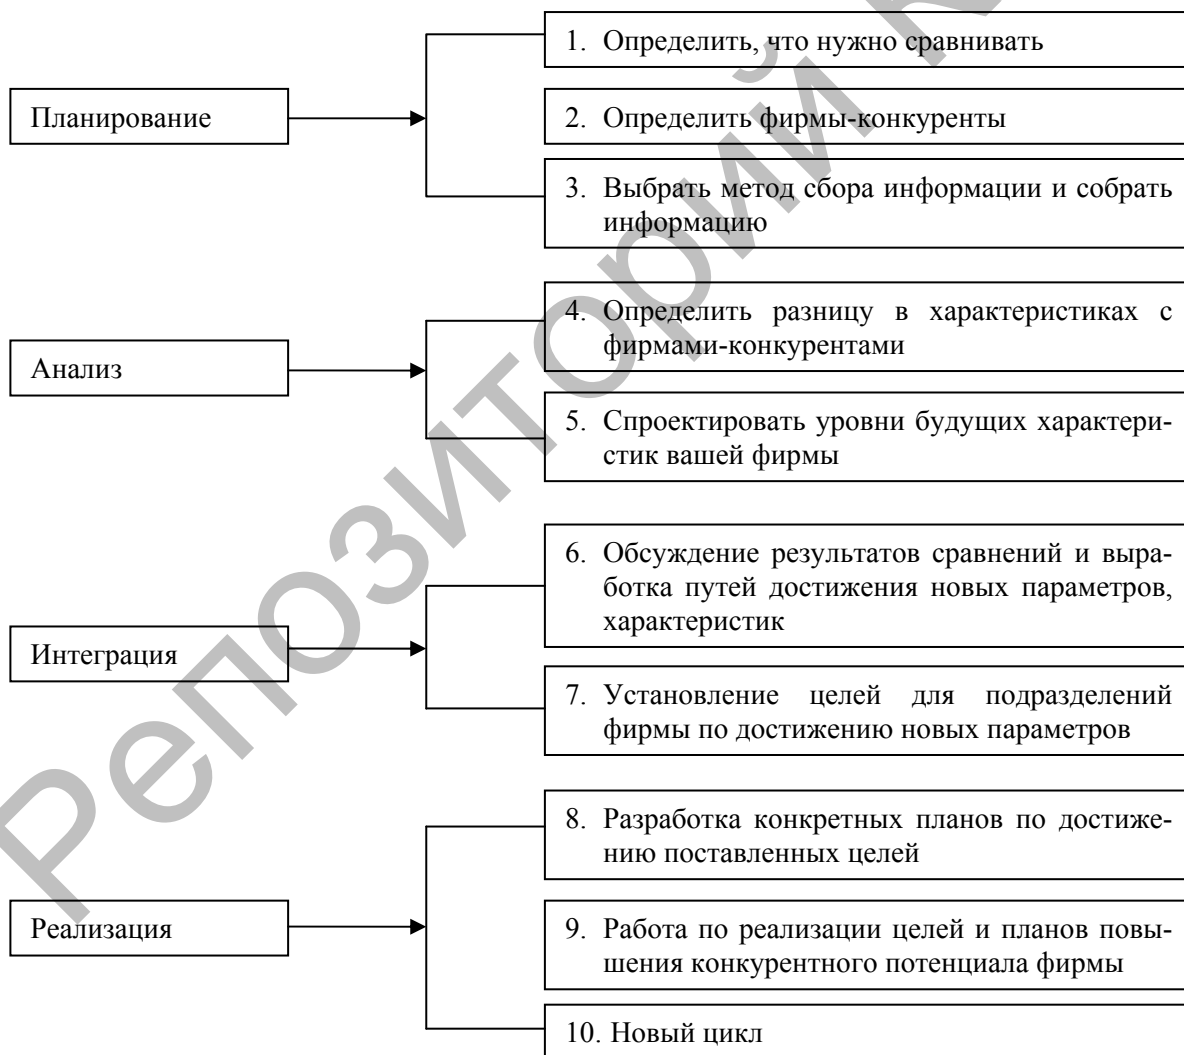 Планирование
1. Определить, что нужно сравнивать
2. Определить фирмы-конкуренты
3. Выбрать метод сбора информации и собрать
информацию
Анализ
4. Определить разницу в характеристиках с
фирмами-конкурентами
5. Спроектировать уровни будущих характери-
стик вашей фирмы
Интеграция
6. Обсуждение результатов сравнений и выра-
ботка путей достижения новых параметров,
характеристик
7. Установление целей для подразделений
фирмы по достижению новых параметров
Реализация
8. Разработка конкретных планов по достиже-
нию поставленных целей
9. Работа по реализации целей и планов повы-
шения конкурентного потенциала фирмы
10. Новый цикл
Репозиторий К